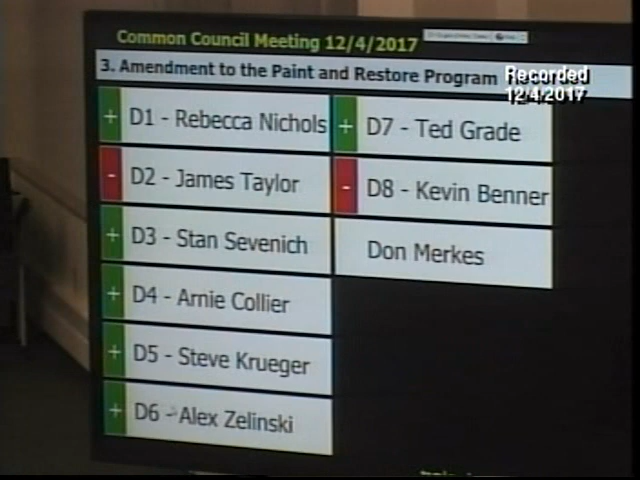 Common Council Meeting 12/4/2017
3. Amendment to the Paint and Restore Program
Recorded
12/4/2017
+ D1 - Rebecca Nichols
+ D7 - Ted Grade
- D2 - James Taylor
- D8 - Kevin Benner
+ D3 - Stan Sevenich
Don Merkes
+ D4 - Arnie Collier
+ D5 - Steve Krueger
+ D6 - Alex Zelinski